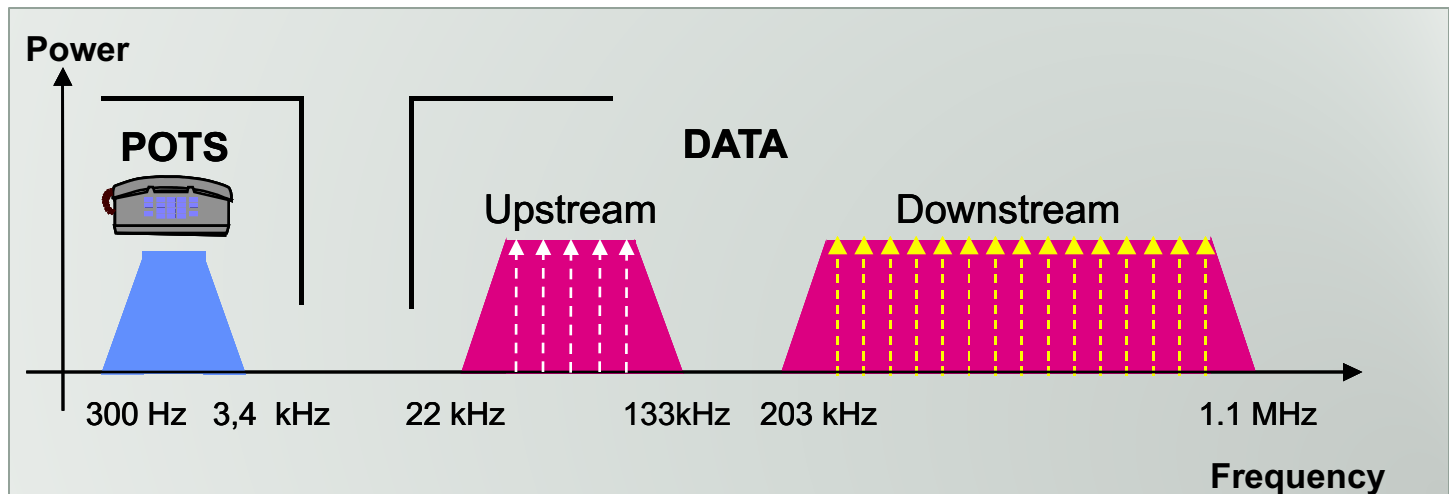 Power
POTS
DATA
Upstream
Downstream
300 Hz
3,4 kHz
22 kHz
133kHz
203 kHz
1.1 MHz
Frequency